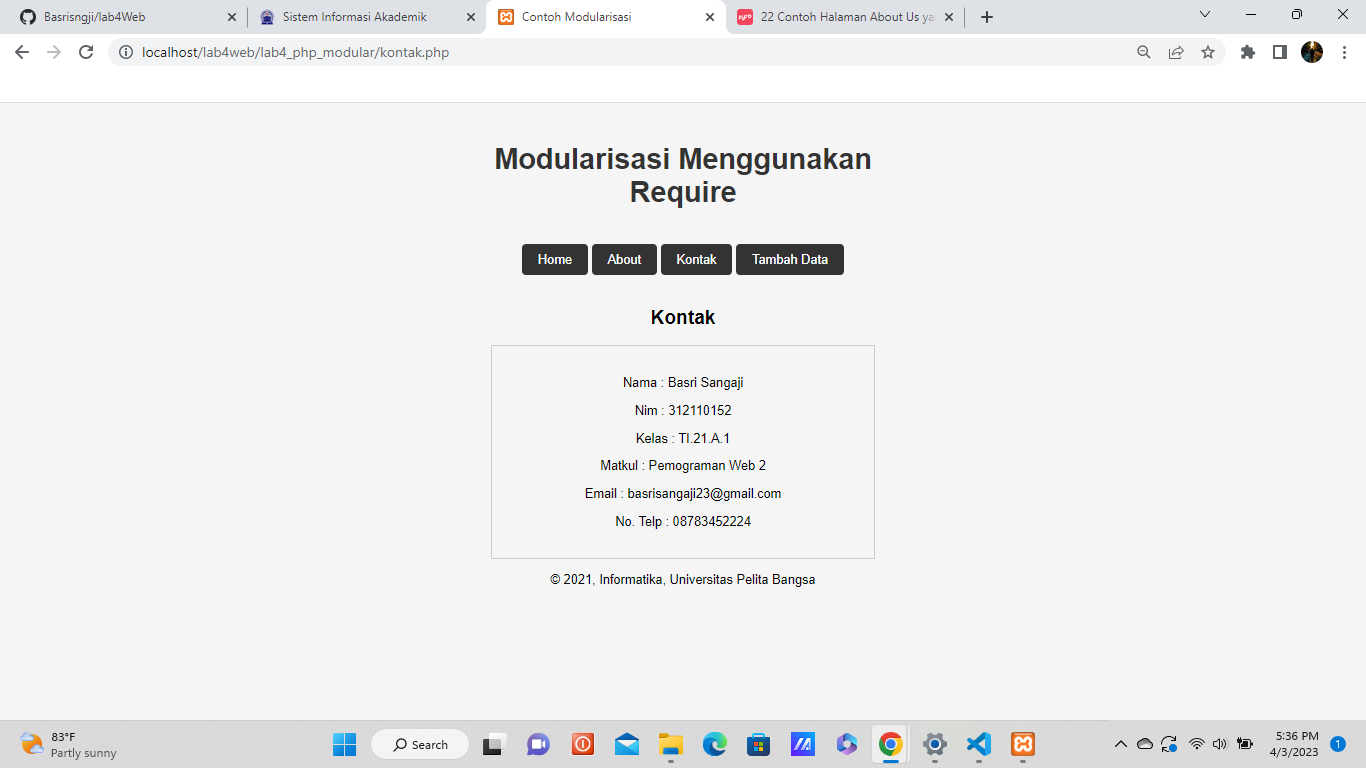 Basrisngji/lab4Web
Sistem Informasi Akademik
Contoh Modularisasi
22 Contoh Halaman About Us ya
localhost/lab4web/lab4_php_modular/kontak.php
Modularisasi Menggunakan
Require
Home About Kontak Tambah Data
Kontak
Nama : Basri Sangaji
Nim : 312110152
Kelas : TI.21.A.1
Matkul : Pemograman Web 2
Email : basrisangaji23@gmail.com
No. Telp : 08783452224
© 2021, Informatika, Universitas Pelita Bangsa
83°F
Partly sunny
Search
5:36 PM
4/3/2023
1